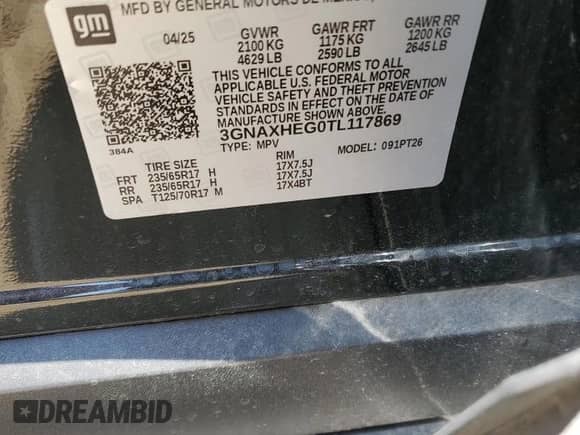 gm
MFD BY GENERAL MOTORS DE MEXICO,
04/25
GVWR
2100 KG
4629 LB
GAWR FRT
1175 KG
2590 LB
GAWR RR
1200 KG
2645 LB
THIS VEHICLE CONFORMS TO ALL
APPLICABLE U.S. FEDERAL MOTOR
VEHICLE SAFETY AND THEFT PREVENTION
STANDARDS IN EFFECT ON THE DATE OF
MANUFACTURE SHOWN ABOVE.
3GNAXHEG0TL117869
TYPE: MPV
MODEL: 091PT26
384A
TIRE SIZE
RIM
FRT 235/65R17 H 17X7.5J
RR 235/65R17 H 17X7.5J
SPA T125/70R17 M 17X4BT
DREAMBID